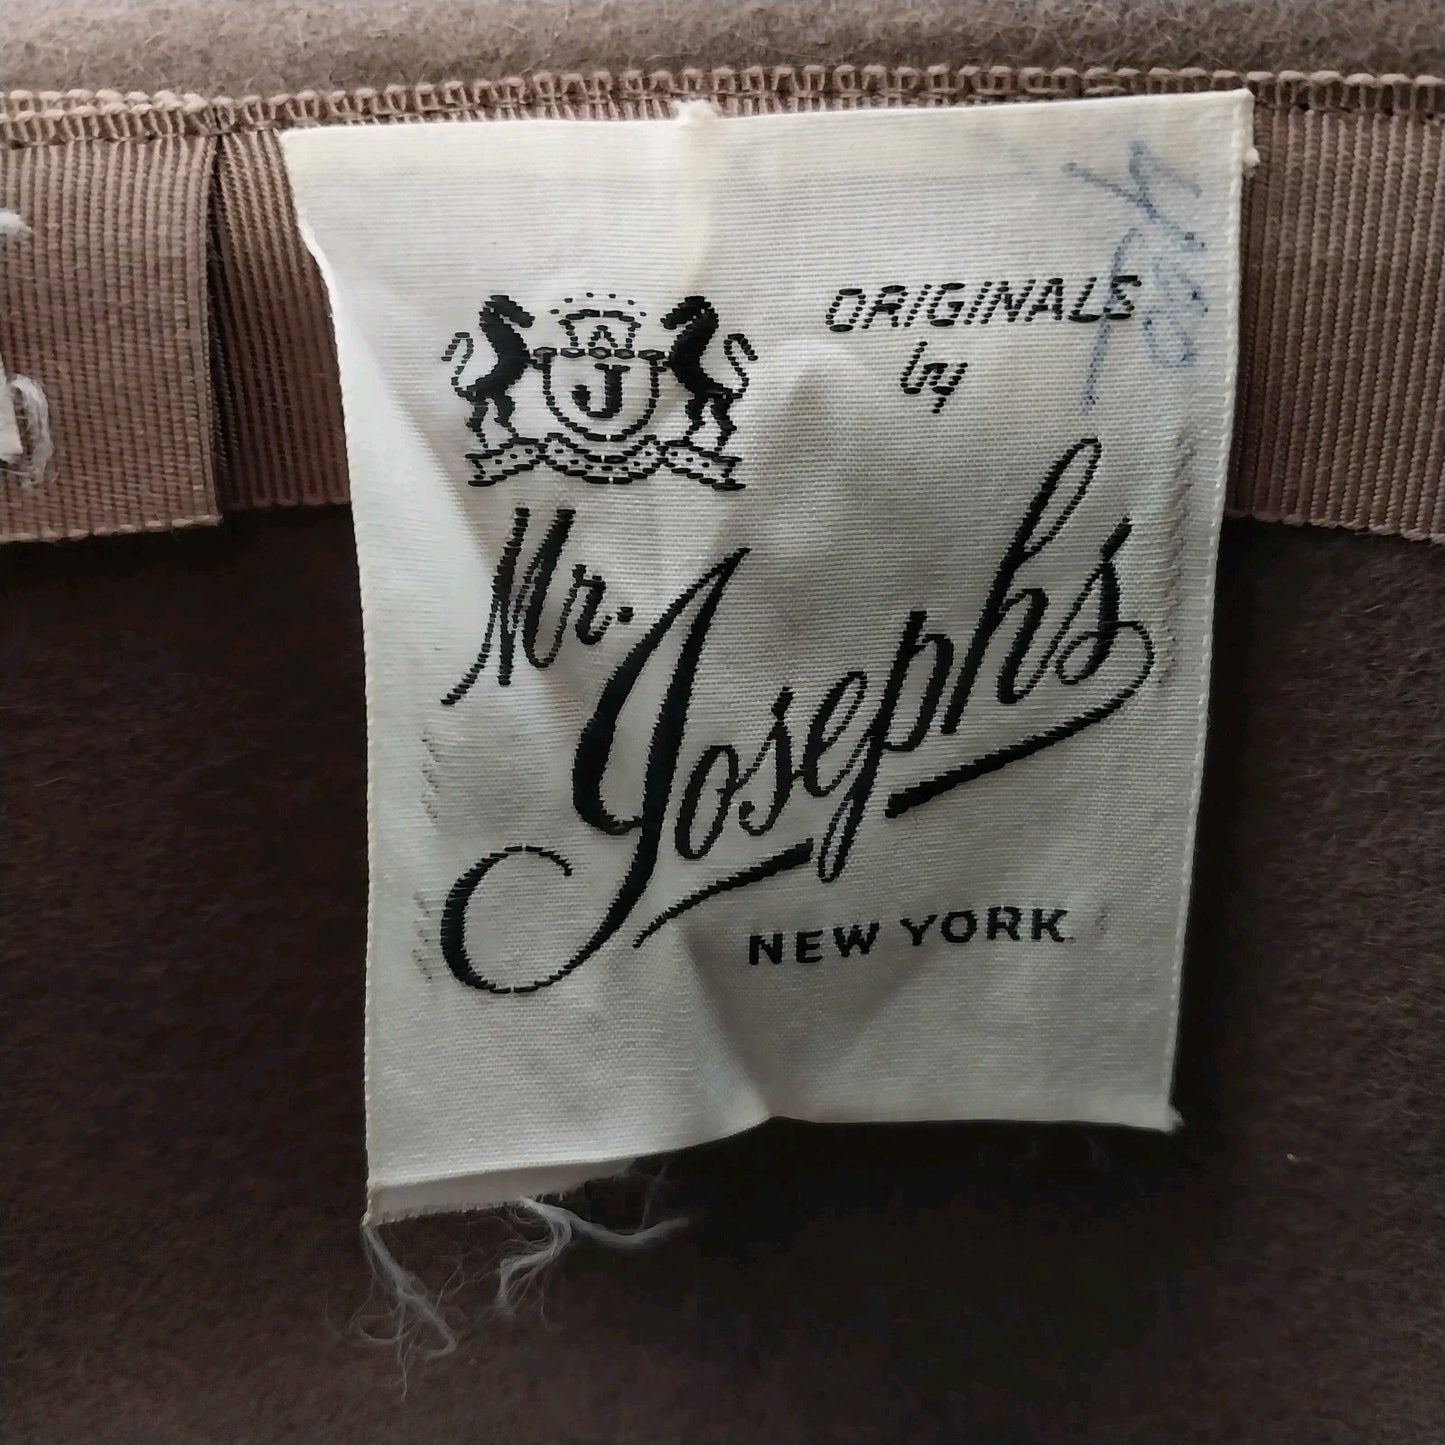 ORIGINALS
by
J
Mr. Josephs
NEW YORK